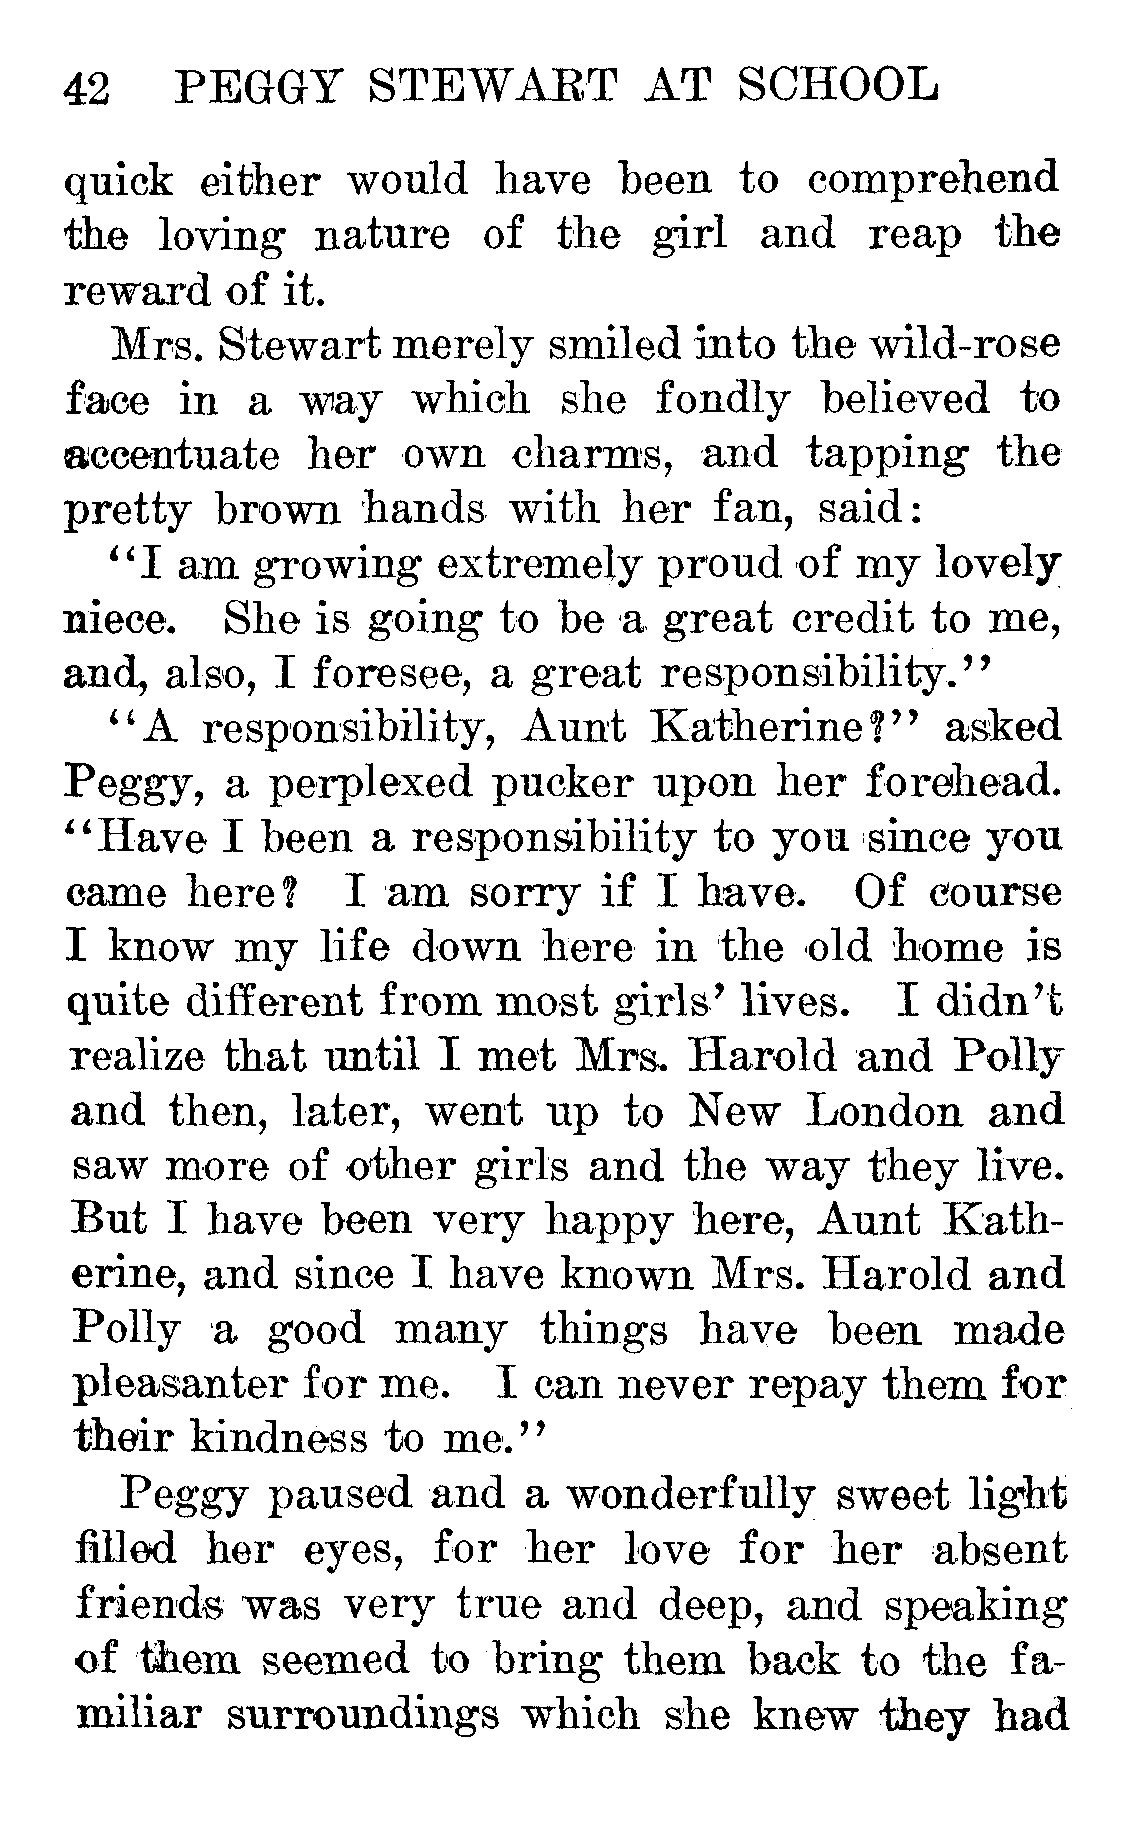 42 PEGGY STEWART AT SCHOOL
quick either would have been to comprehend
the loving nature of the girl and reap the
reward of it.
Mrs. Stewart merely smiled into the wild-rose
face in a way which she fondly believed to
accentuate her own charms, and tapping the
pretty brown hands with her fan, said:
“I am growing extremely proud of my lovely
niece. She is going to be a great credit to me,
and, also, I foresee, a great responsibility.”
“A responsibility, Aunt Katherine?” asked
Peggy, a perplexed pucker upon her forehead.
“Have I been a responsibility to you since you
came here? I am sorry if I have. Of course
I know my life down here in the old home is
quite different from most girls’ lives. I didn’t
realize that until I met Mrs. Harold and Polly
and then, later, went up to New London and
saw more of other girls and the way they live.
But I have been very happy here, Aunt Kath-
erine, and since I have known Mrs. Harold and
Polly a good many things have been made
pleasanter for me. I can never repay them for
their kindness to me.”
Peggy paused and a wonderfully sweet light
filled her eyes, for her love for her absent
friends was very true and deep, and speaking
of them seemed to bring them back to the fa-
miliar surroundings which she knew they had